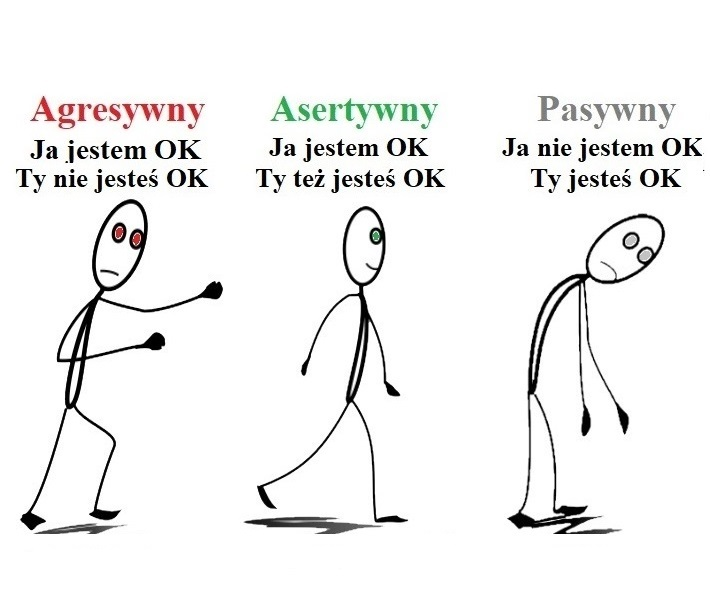 Agresywny
Ja jestem OK
Ty nie jesteś OK
Asertywny
Ja jestem OK
Ty też jesteś OK
Pasywny
Ja nie jestem OK
Ty jesteś OK